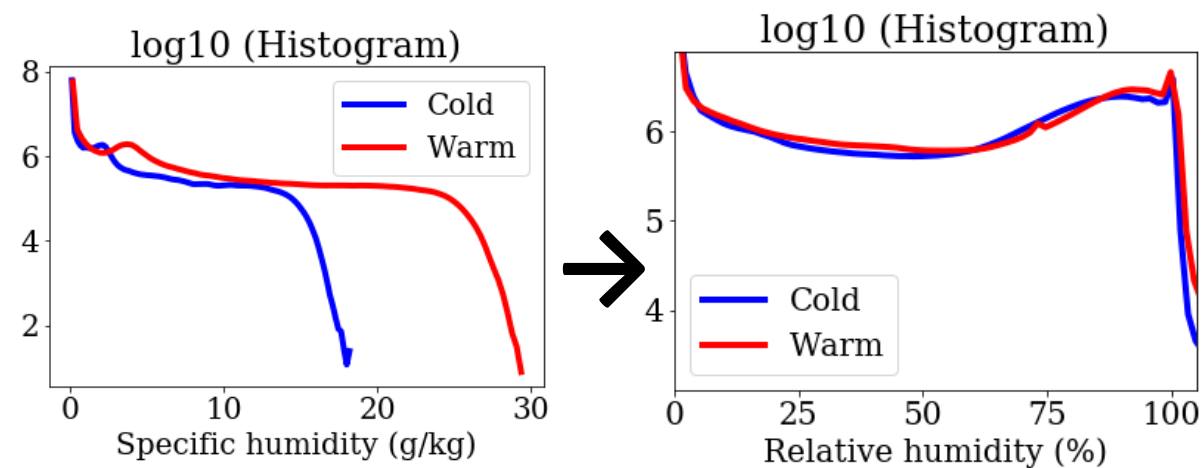 log10 (Histogram)
8
6
4
2
Cold
Warm
0 10 20 30
Specific humidity (g/kg)
log10 (Histogram)
6
5
4
Cold
Warm
0 25 50 75 100
Relative humidity (%)